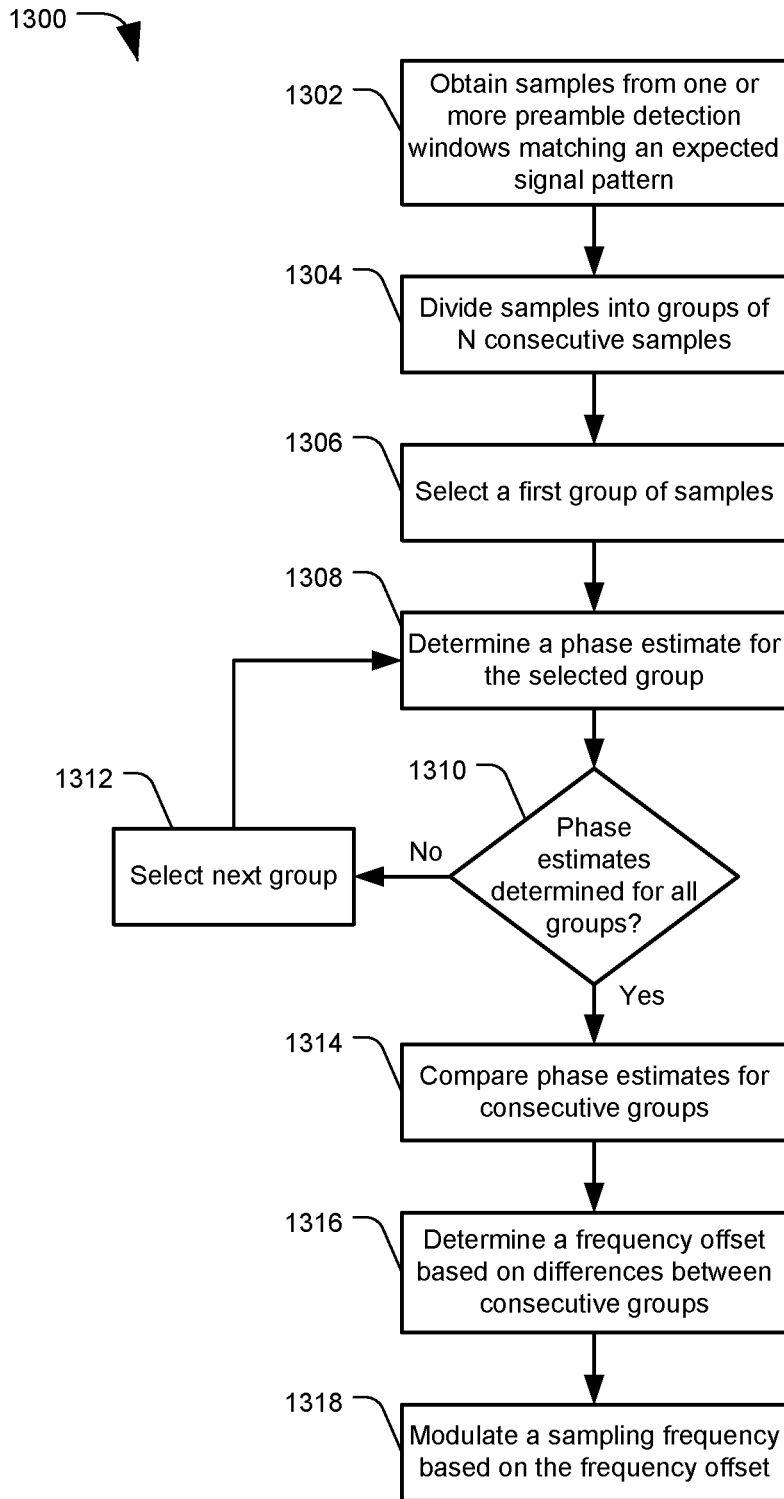 1300
1302
Obtain samples from one or
more preamble detection
windows matching an expected
signal pattern
1304
Divide samples into groups of
N consecutive samples
1306
Select a first group of samples
1308
Determine a phase estimate for
the selected group
1312
Select next group
No
1310
Phase
estimates
determined for all
groups?
Yes
1314
Compare phase estimates for
consecutive groups
1316
Determine a frequency offset
based on differences between
consecutive groups
1318
Modulate a sampling frequency
based on the frequency offset